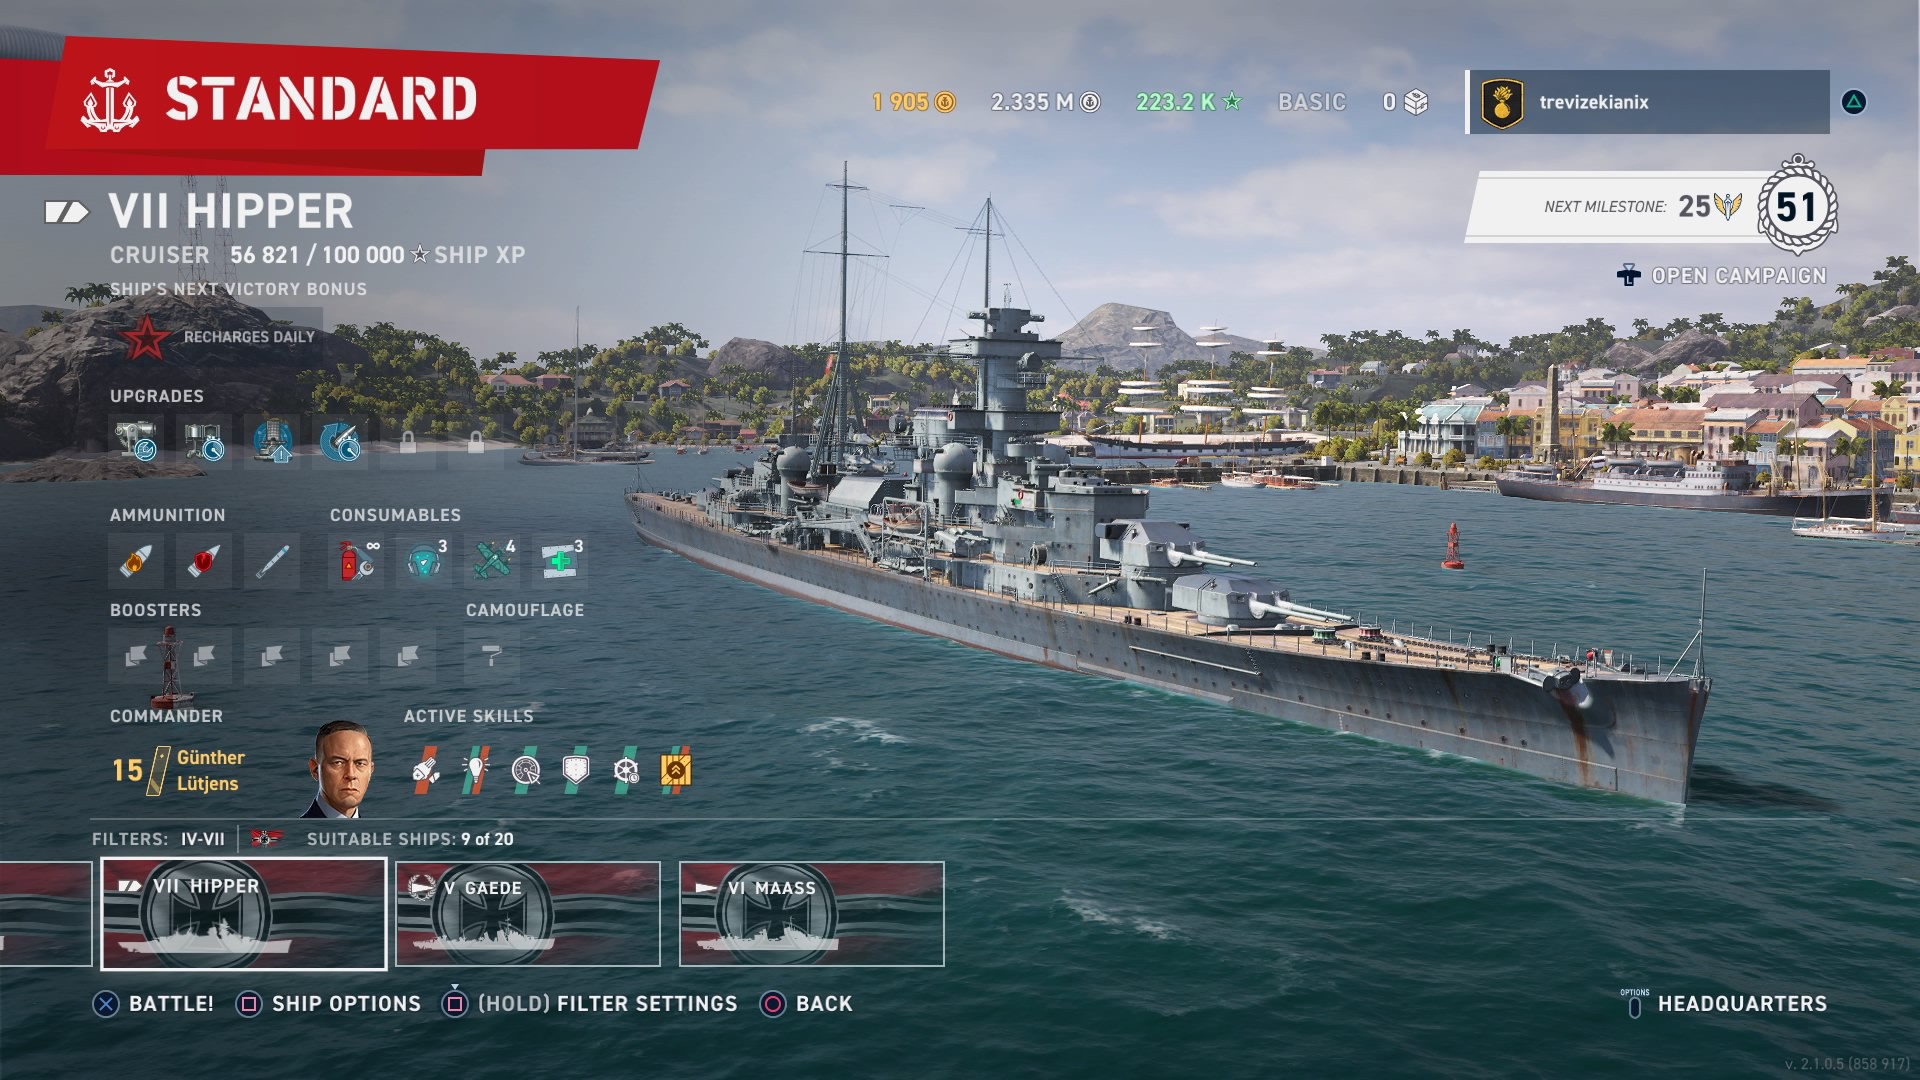 STANDARD
1 905 2.335 M 223.2 K BASIC 0
trevizekianix
VII HIPPER
CRUISER 56 821 / 100 000 SHIP XP
SHIP'S NEXT VICTORY BONUS
RECHARGES DAILY
NEXT MILESTONE: 25 51
OPEN CAMPAIGN
UPGRADES
AMMUNITION CONSUMABLES
∞ 3 4 3
BOOSTERS CAMOUFLAGE
COMMANDER ACTIVE SKILLS
15 Günther
Lütjens
FILTERS: IV-VII SUITABLE SHIPS: 9 of 20
VII HIPPER V GAEDE VI MAASS
BATTLE! SHIP OPTIONS (HOLD) FILTER SETTINGS BACK
OPTIONS HEADQUARTERS
v. 2.1.0.5 (858 917)